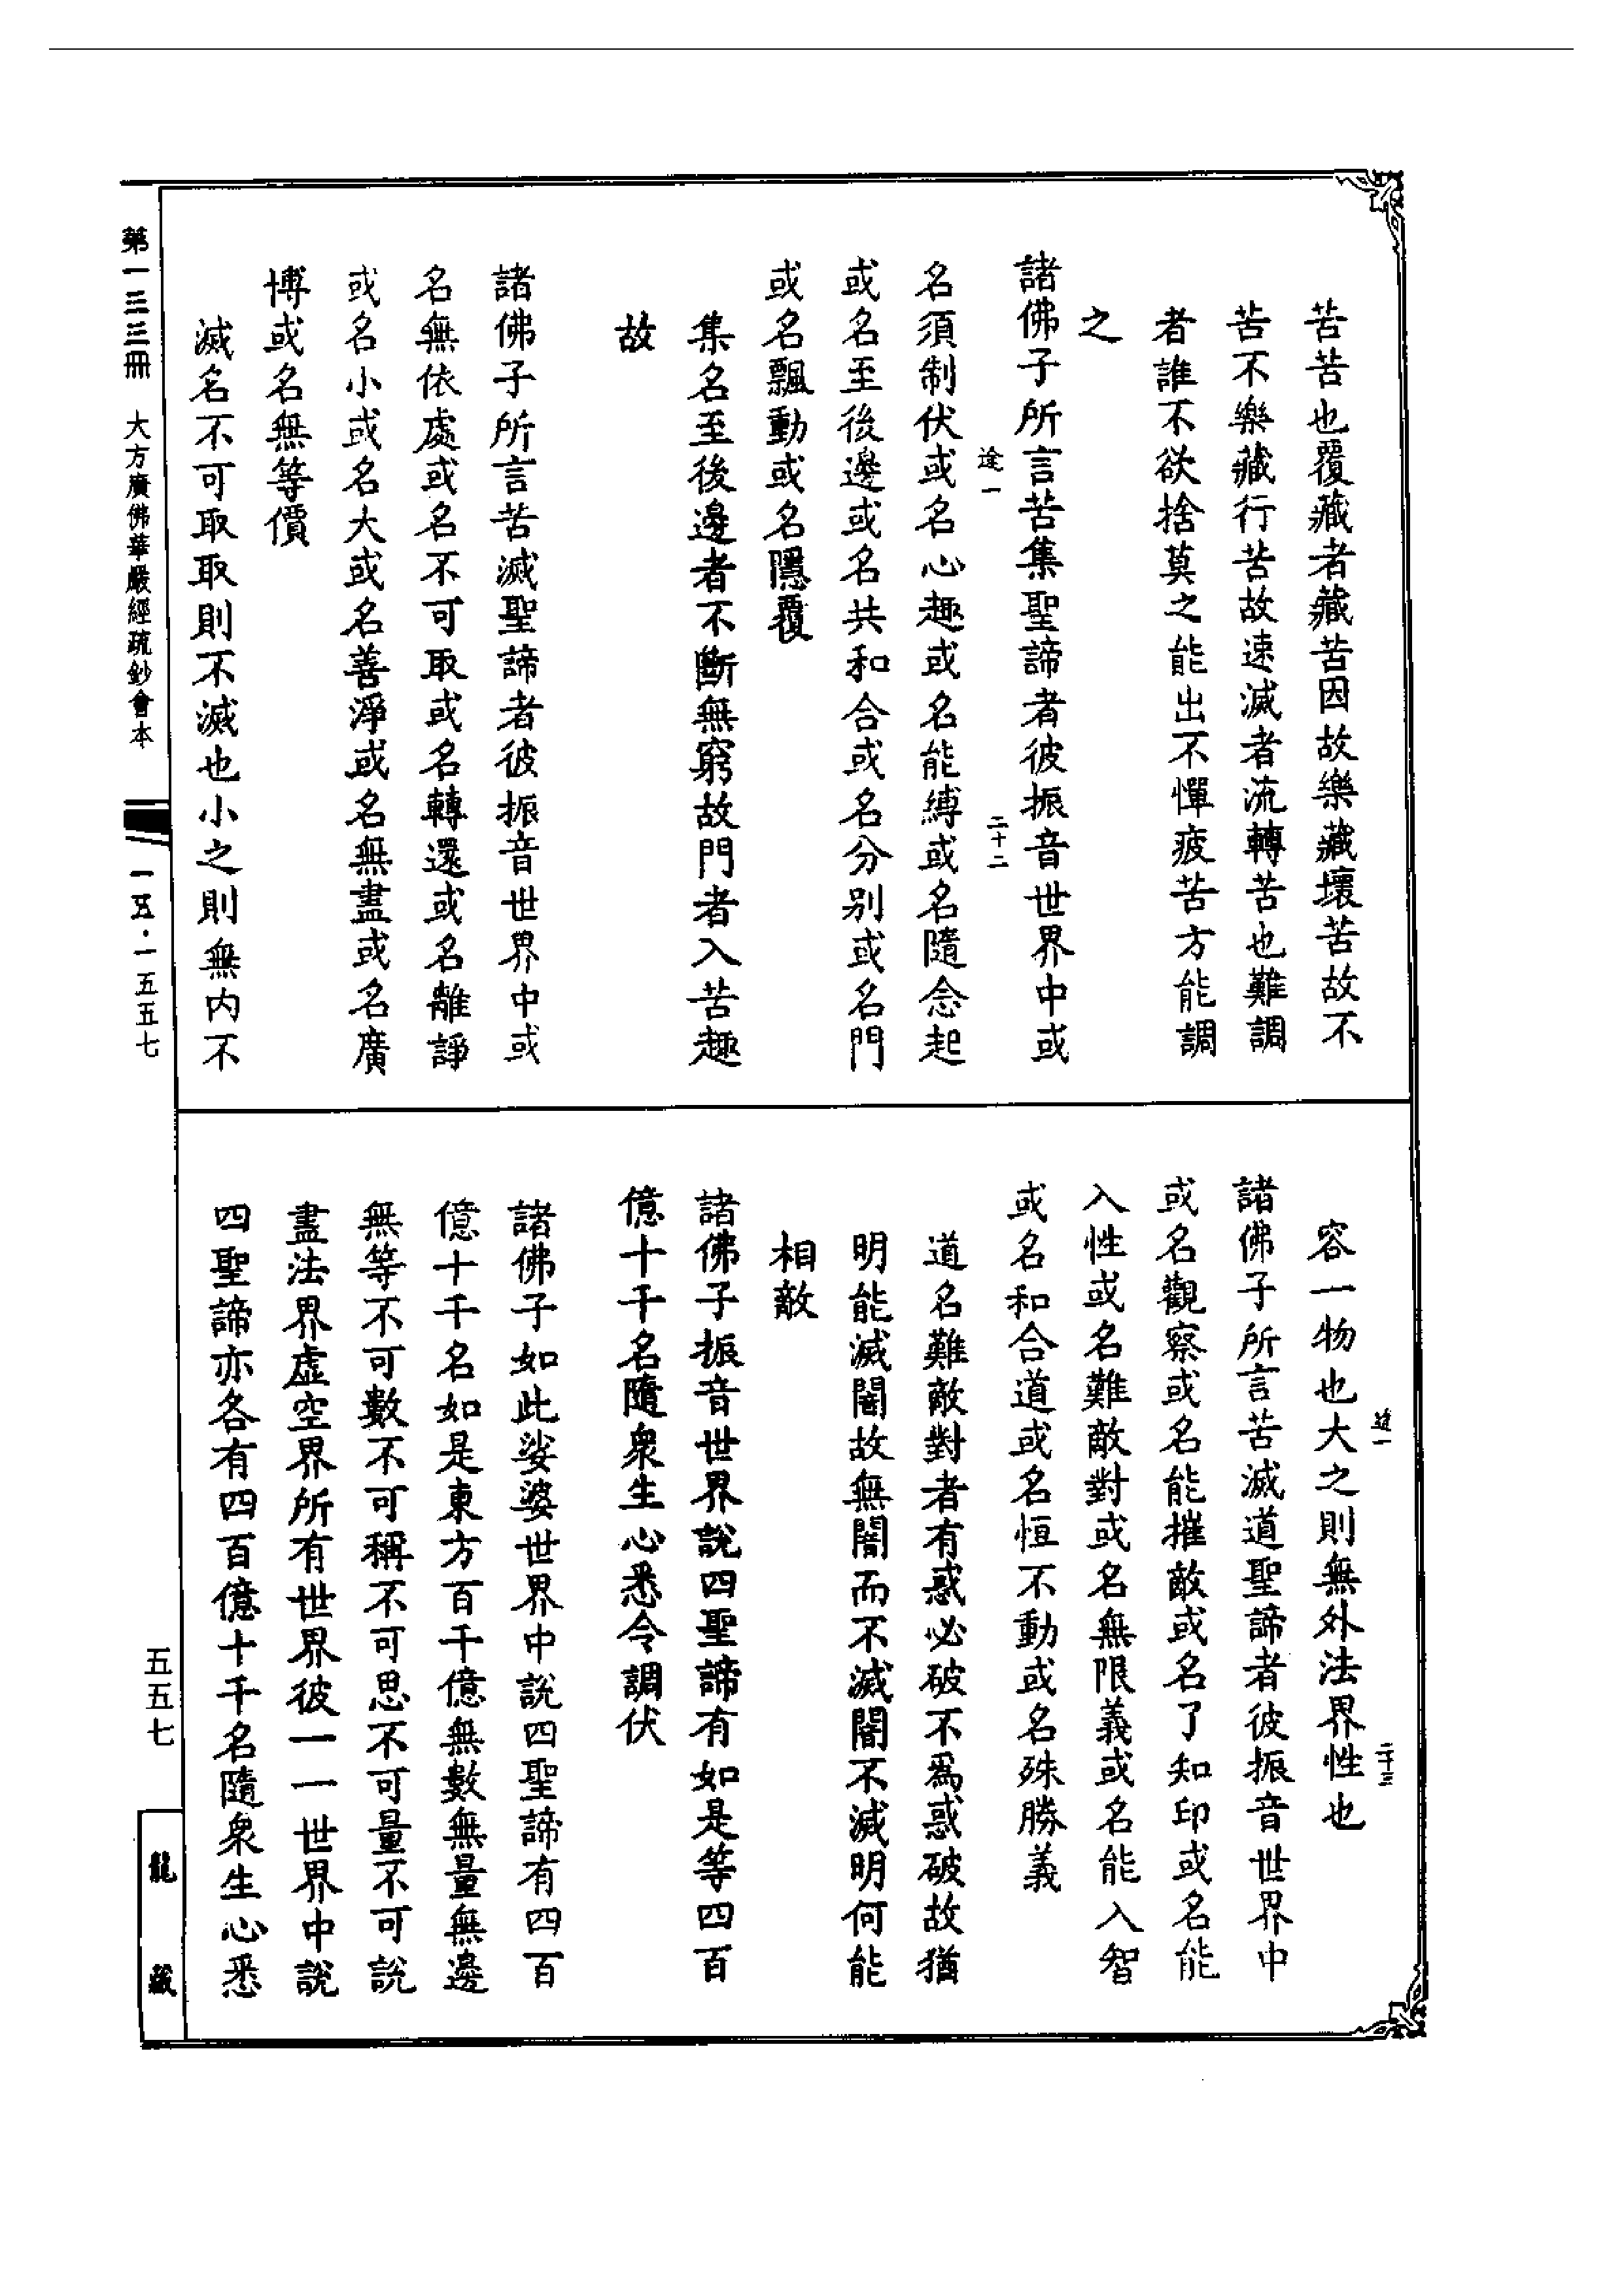 苦苦也覆藏者藏苦因故樂藏壞苦故不
苦不樂藏行苦故速滅者流轉苦也難調
者誰不欲捨莫之能出不憚疲苦方能調
之
諸佛子所言苦集聖諦者彼振音世界中或
途一
二十二
名須制伏或名心趣或名能縛或名隨念起
或名至後邊或名共和合或名分別或名門
或名飄動或名隱覆
集名至後邊者不斷無窮故門者入苦趣
故
諸佛子所言苦滅聖諦者彼振音世界中或
名無依處或名不可取或名轉還或名離諍
或名小或名大或名善淨或名無盡或名廣
博或名無等價
滅名不可取取則不滅也小之則無內不
途一
二十三
容一物也大之則無外法界性也
諸佛子所言苦滅道聖諦者彼振音世界中
或名觀察或名能摧敵或名了知印或名能
入性或名難敵對或名無限義或名能入智
或名和合道或名恒不動或名殊勝義
道名難敵對者有惑必破不爲惑破故猶
明能滅闇故無闇而不滅闇不滅明何能
相敵
諸佛子振音世界說四聖諦有如是等四百
億十千名隨衆生心悉令調伏
諸佛子如此娑婆世界中說四聖諦有四百
億十千名如是東方百千億無數無量無邊
無等不可數不可稱不可思不可量不可說
盡法界虛空界所有世界彼一一世界中說
四聖諦亦各有四百億十千名隨衆生心悉
第一三三冊 大方廣佛華嚴經疏鈔會本
一五·一五五七
五五七
龍藏